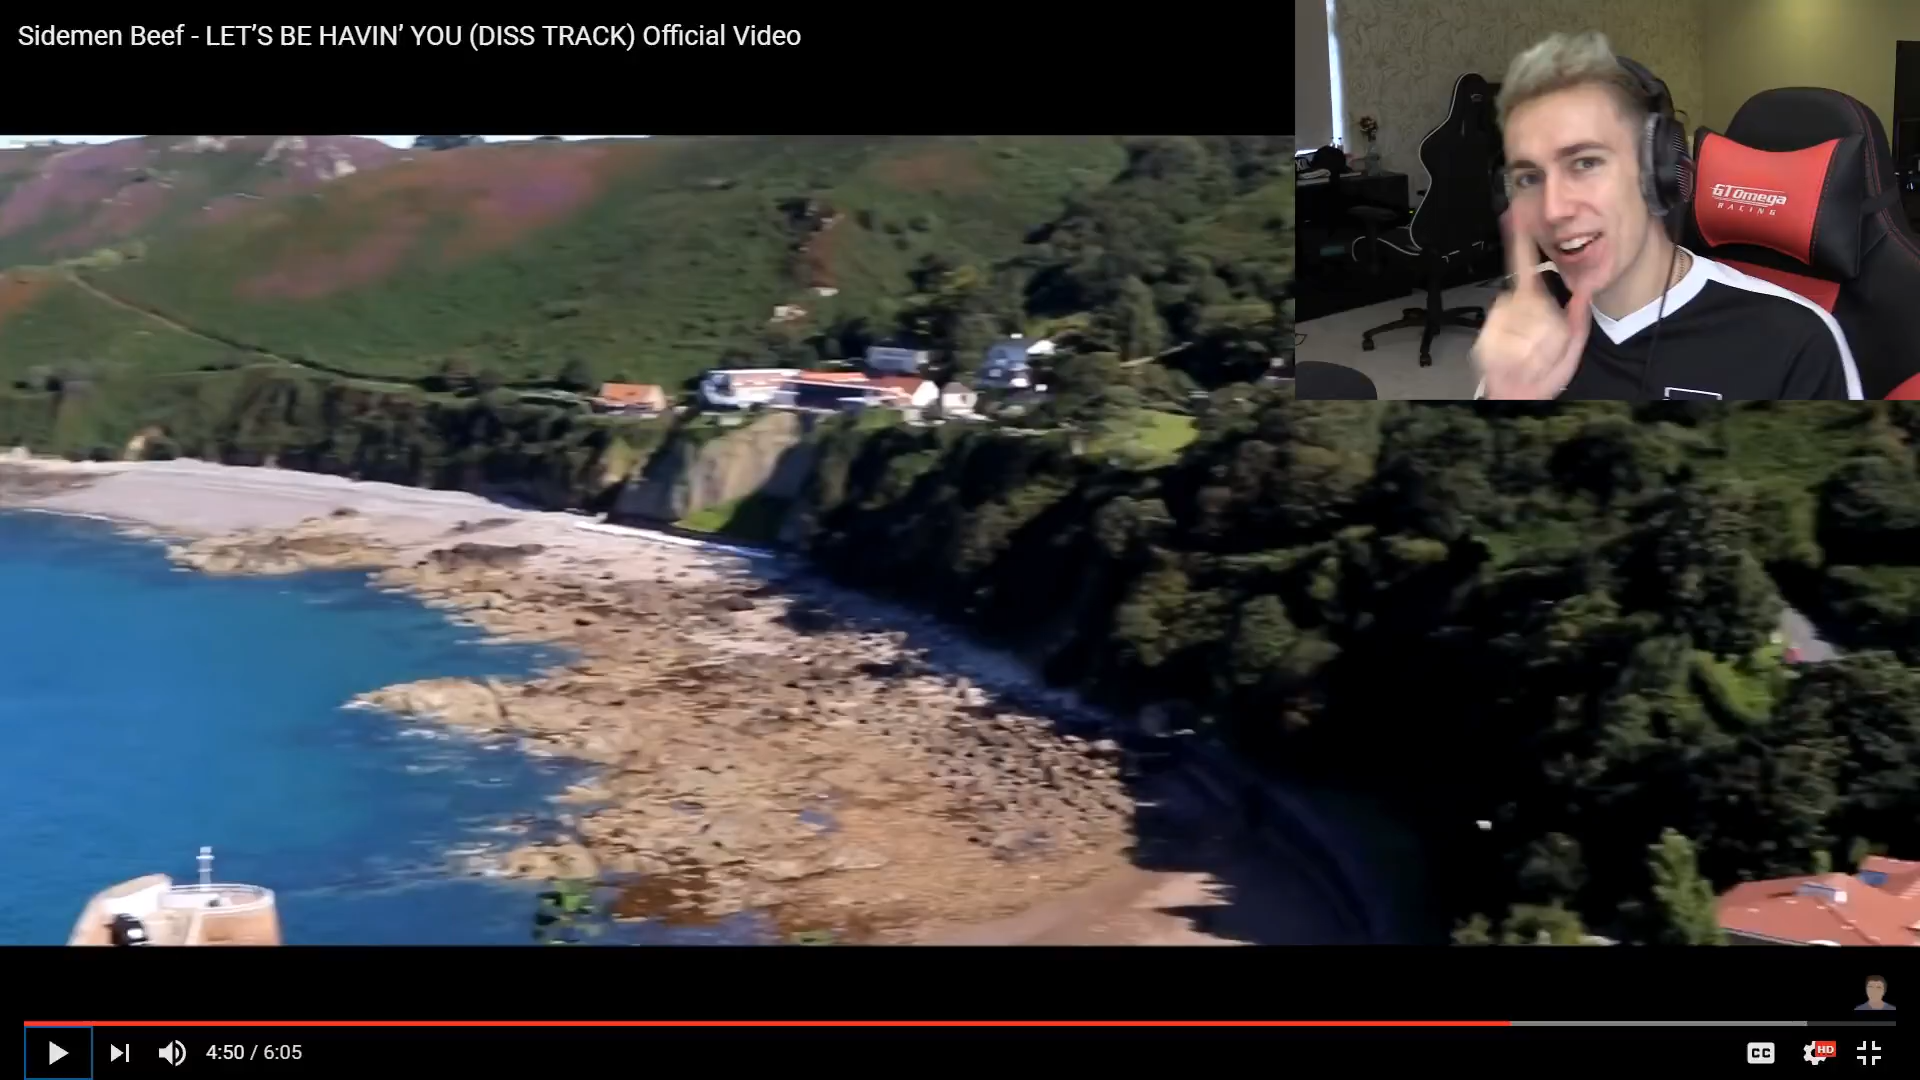 Sidemen Beef - LET’S BE HAVIN’ YOU (DISS TRACK) Official Video
GT Omega
RACING
4:50 / 6:05
CC
HD